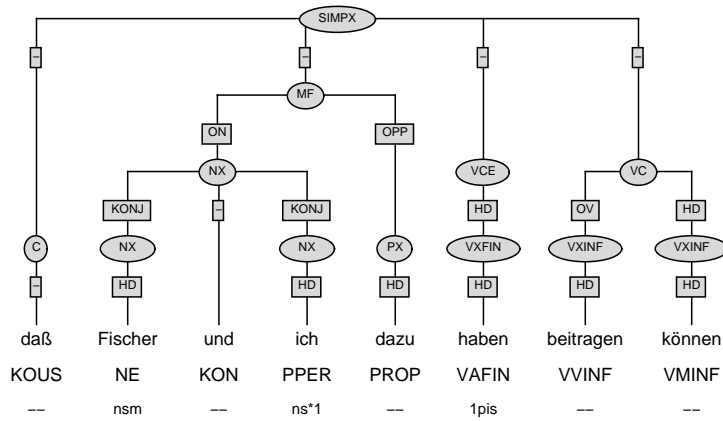 SIMPX
– – – –
MF
ON OPP
NX VCE VC
KONJ – KONJ HD OV HD
C NX NX PX VXFIN VXINF VXINF
– HD HD HD HD HD HD
daß Fischer und ich dazu haben beitragen können
KOUS NE KON PPER PROP VAFIN VVINF VMINF
–– nsm –– ns*1 –– 1pis –– ––